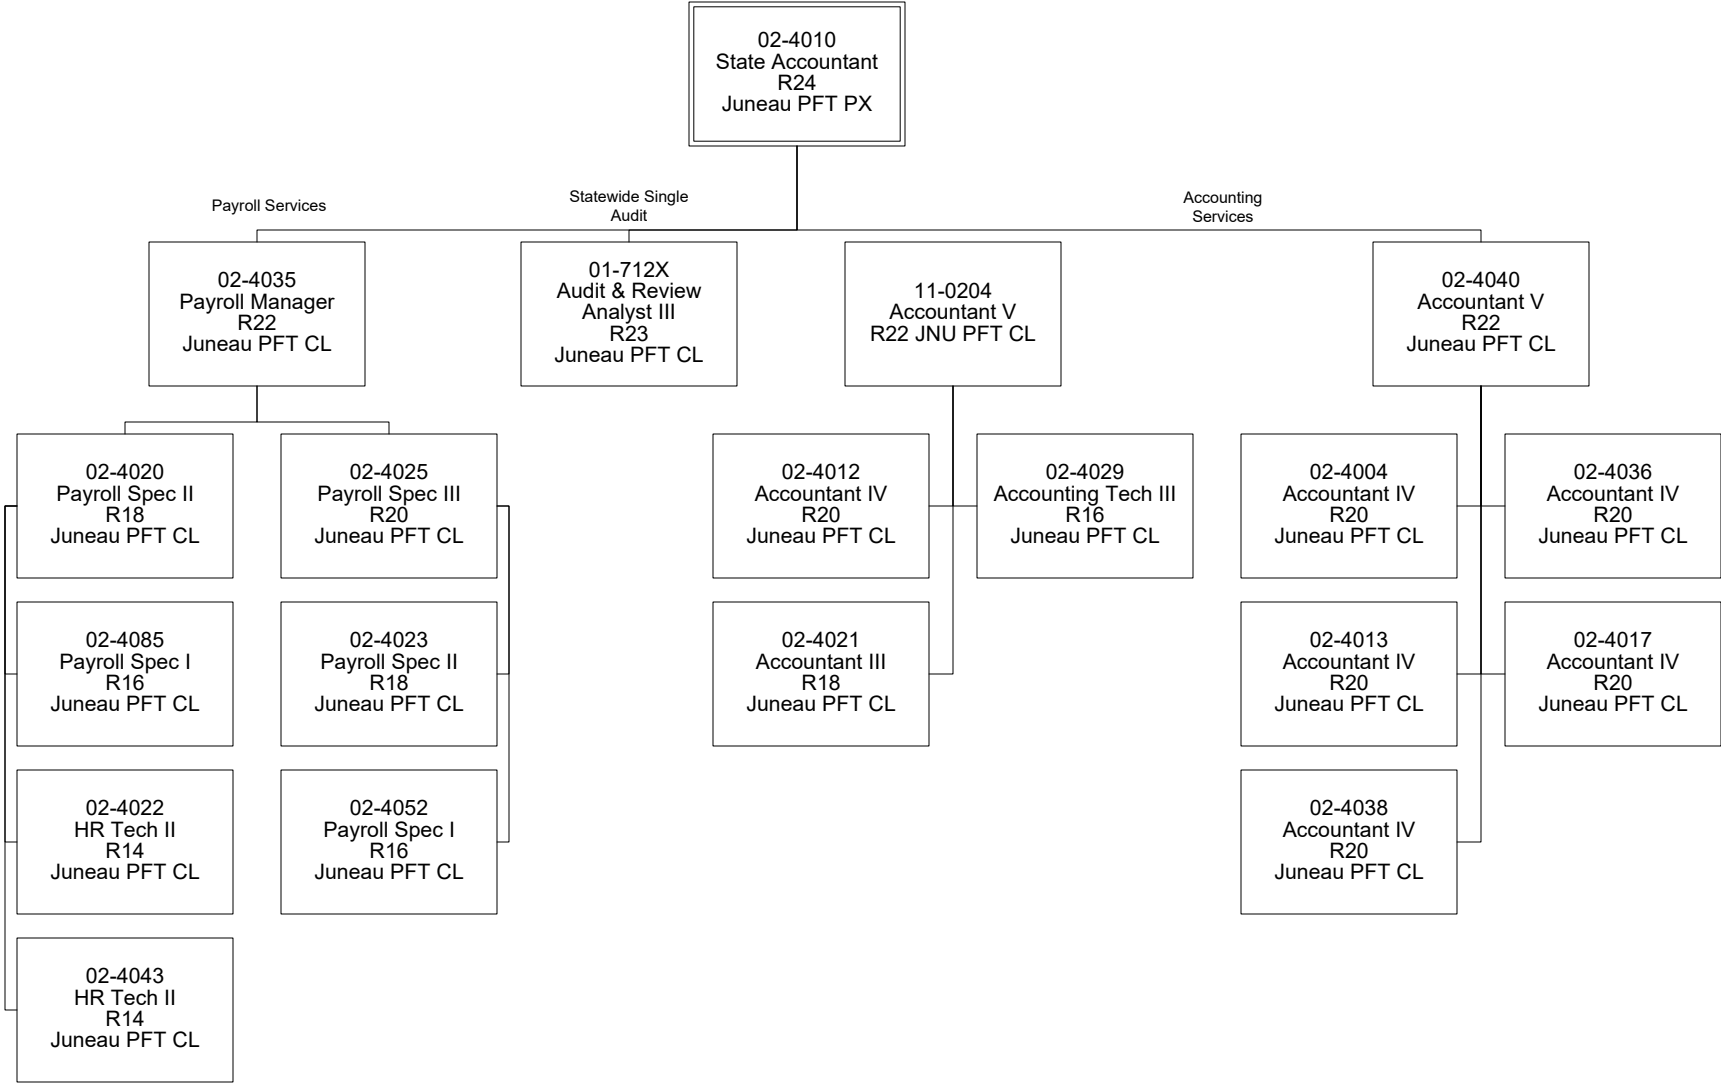 02-4010
State Accountant
R24
Juneau PFT PX
Payroll Services
Statewide Single
Audit
Accounting
Services
02-4035
Payroll Manager
R22
Juneau PFT CL
01-712X
Audit & Review
Analyst III
R23
Juneau PFT CL
11-0204
Accountant V
R22 JNU PFT CL
02-4040
Accountant V
R22
Juneau PFT CL
02-4020
Payroll Spec II
R18
Juneau PFT CL
02-4025
Payroll Spec III
R20
Juneau PFT CL
02-4012
Accountant IV
R20
Juneau PFT CL
02-4029
Accounting Tech III
R16
Juneau PFT CL
02-4004
Accountant IV
R20
Juneau PFT CL
02-4036
Accountant IV
R20
Juneau PFT CL
02-4085
Payroll Spec I
R16
Juneau PFT CL
02-4023
Payroll Spec II
R18
Juneau PFT CL
02-4021
Accountant III
R18
Juneau PFT CL
02-4013
Accountant IV
R20
Juneau PFT CL
02-4017
Accountant IV
R20
Juneau PFT CL
02-4022
HR Tech II
R14
Juneau PFT CL
02-4052
Payroll Spec I
R16
Juneau PFT CL
02-4038
Accountant IV
R20
Juneau PFT CL
02-4043
HR Tech II
R14
Juneau PFT CL